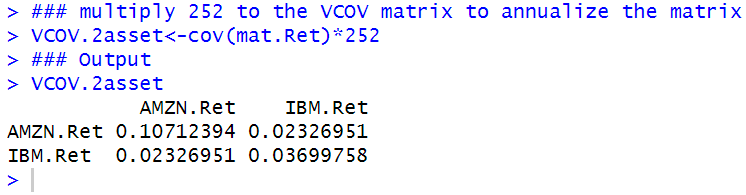 > ### multiply 252 to the VCOV matrix to annualize the matrix
> VCOV.2asset<-cov(mat.Ret)*252
> ### Output
> VCOV.2asset
           AMZN.Ret    IBM.Ret
AMZN.Ret 0.10712394 0.02326951
IBM.Ret  0.02326951 0.03699758
>